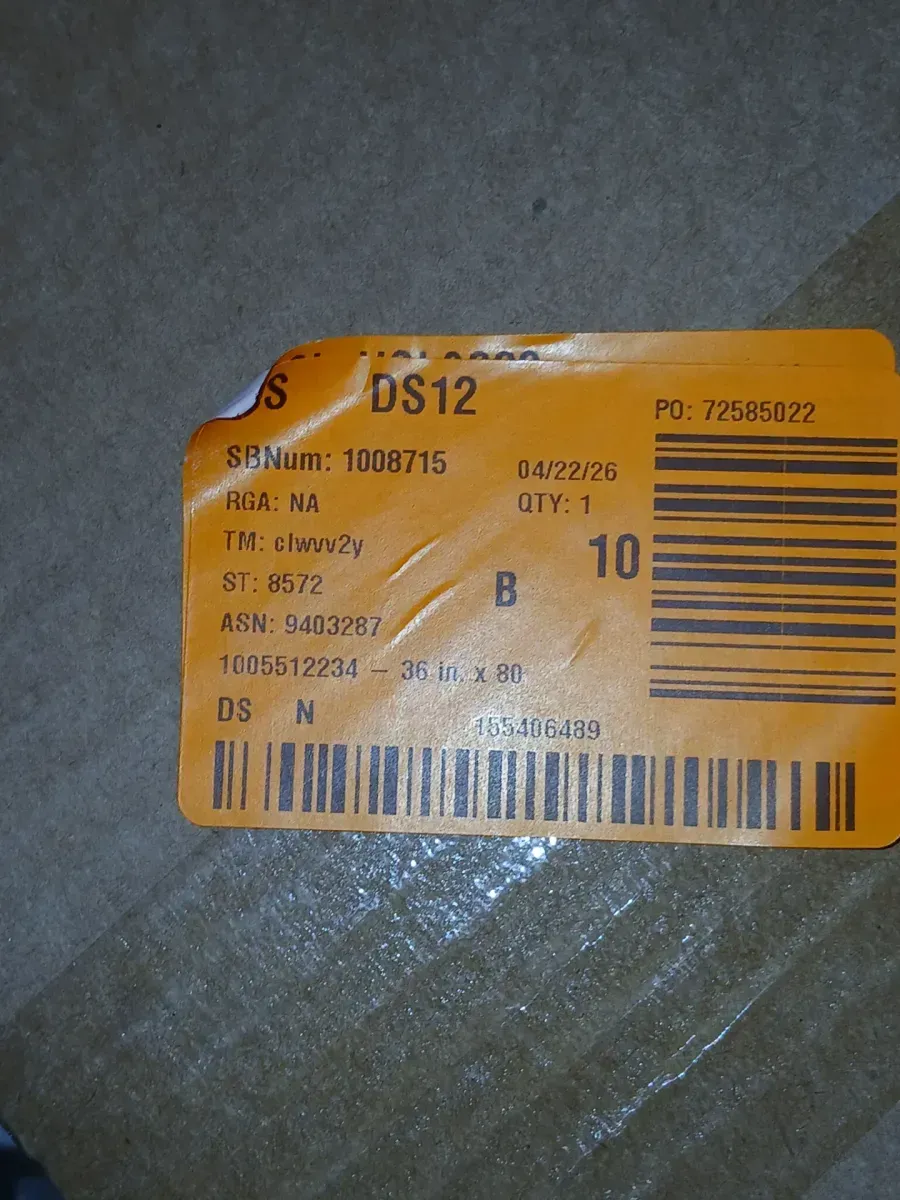 S DS12
PO: 72585022
SBNum: 1008715 04/22/26
RGA: NA QTY: 1
TM: clwvv2y
10
ST: 8572 B
ASN: 9403287
1005512234 – 36 in. x 80
DS N
155406489